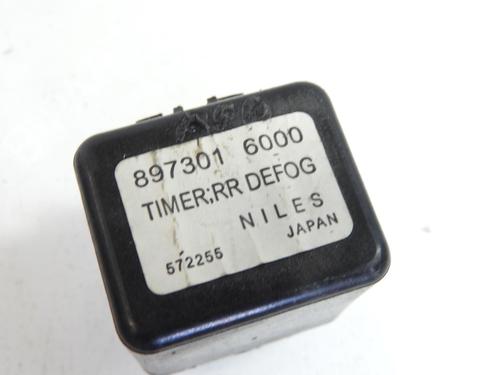 897301 6000
TIMER;RR DEFOG
NILES
572255 JAPAN